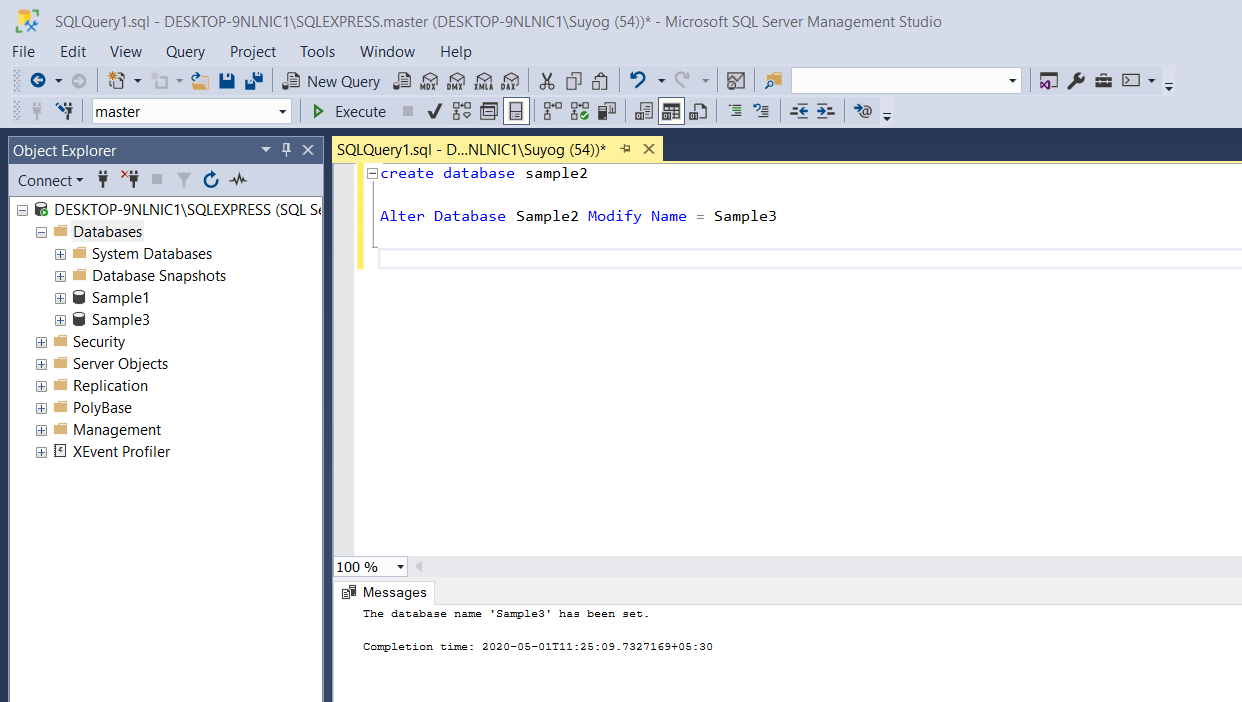 SQLQuery1.sql - DESKTOP-9NLNIC1\SQLEXPRESS.master (DESKTOP-9NLNIC1\Suyog (54))* - Microsoft SQL Server Management Studio
File Edit View Query Project Tools Window Help
New Query MDX DMX XMLA DAX
master Execute
Object Explorer
SQLQuery1.sql - D...NLNIC1\Suyog (54))*
Connect
DESKTOP-9NLNIC1\SQLEXPRESS (SQL Se
Databases
System Databases
Database Snapshots
Sample1
Sample3
Security
Server Objects
Replication
PolyBase
Management
XEvent Profiler
create database sample2
Alter Database Sample2 Modify Name = Sample3
100 %
Messages
The database name 'Sample3' has been set.
Completion time: 2020-05-01T11:25:09.7327169+05:30